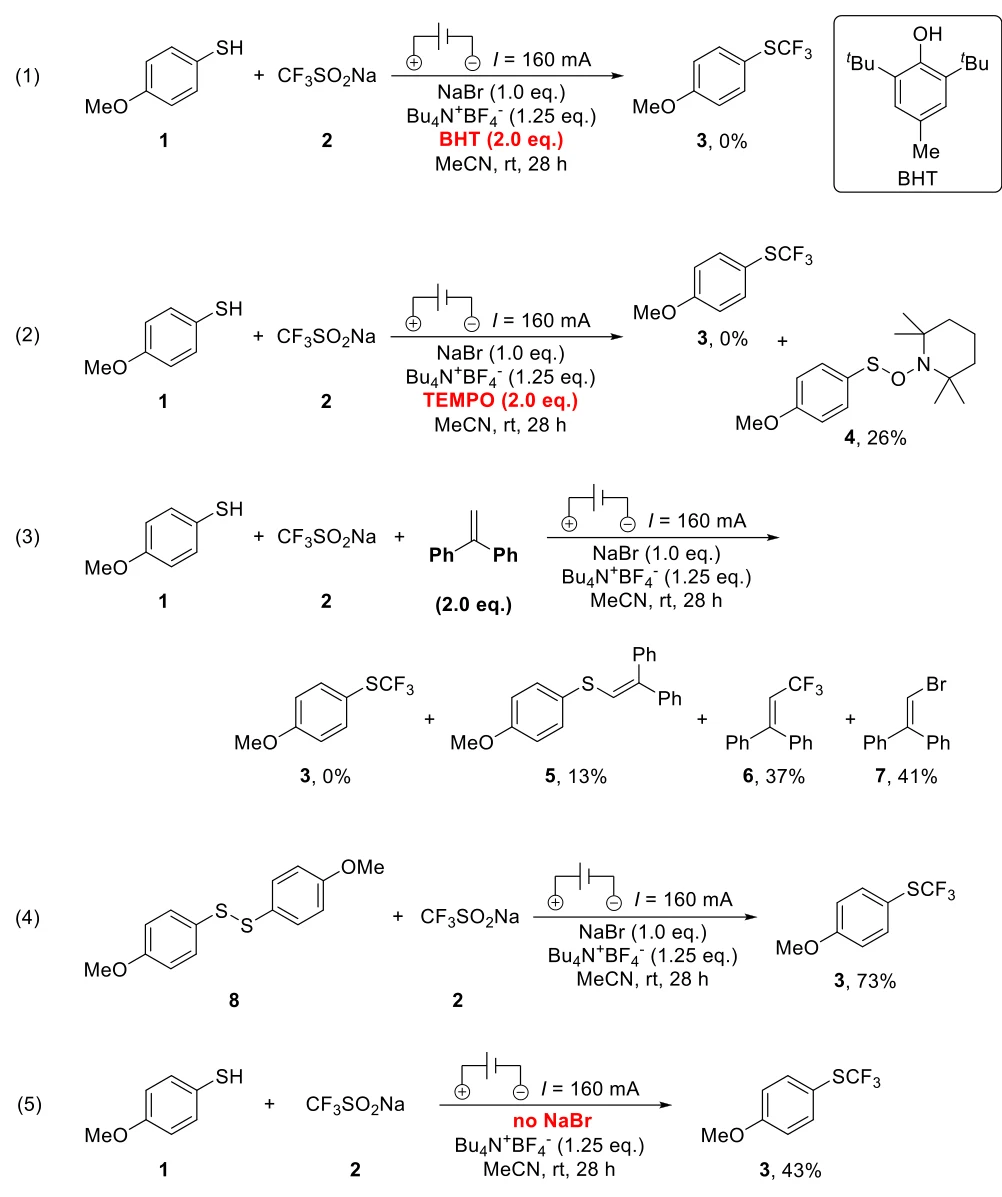 (1)
SH
MeO
1
+
CF3SO2Na
2
+ −
I = 160 mA
NaBr (1.0 eq.)
Bu4N+BF4- (1.25 eq.)
BHT (2.0 eq.)
MeCN, rt, 28 h
SCF3
MeO
3, 0%
OH
tBu tBu
Me
BHT
(2)
SH
MeO
1
+
CF3SO2Na
2
+ −
I = 160 mA
NaBr (1.0 eq.)
Bu4N+BF4- (1.25 eq.)
TEMPO (2.0 eq.)
MeCN, rt, 28 h
SCF3
MeO
3, 0%
+
S O N
MeO
4, 26%
(3)
SH
MeO
1
+
CF3SO2Na
2
+
Ph Ph
(2.0 eq.)
+ −
I = 160 mA
NaBr (1.0 eq.)
Bu4N+BF4- (1.25 eq.)
MeCN, rt, 28 h
SCF3
MeO
3, 0%
+
Ph
S
Ph
MeO
5, 13%
+
CF3
Ph Ph
6, 37%
+
Br
Ph Ph
7, 41%
(4)
OMe
S
S
MeO
8
+
CF3SO2Na
2
+ −
I = 160 mA
NaBr (1.0 eq.)
Bu4N+BF4- (1.25 eq.)
MeCN, rt, 28 h
SCF3
MeO
3, 73%
(5)
SH
MeO
1
+
CF3SO2Na
2
+ −
I = 160 mA
no NaBr
Bu4N+BF4- (1.25 eq.)
MeCN, rt, 28 h
SCF3
MeO
3, 43%